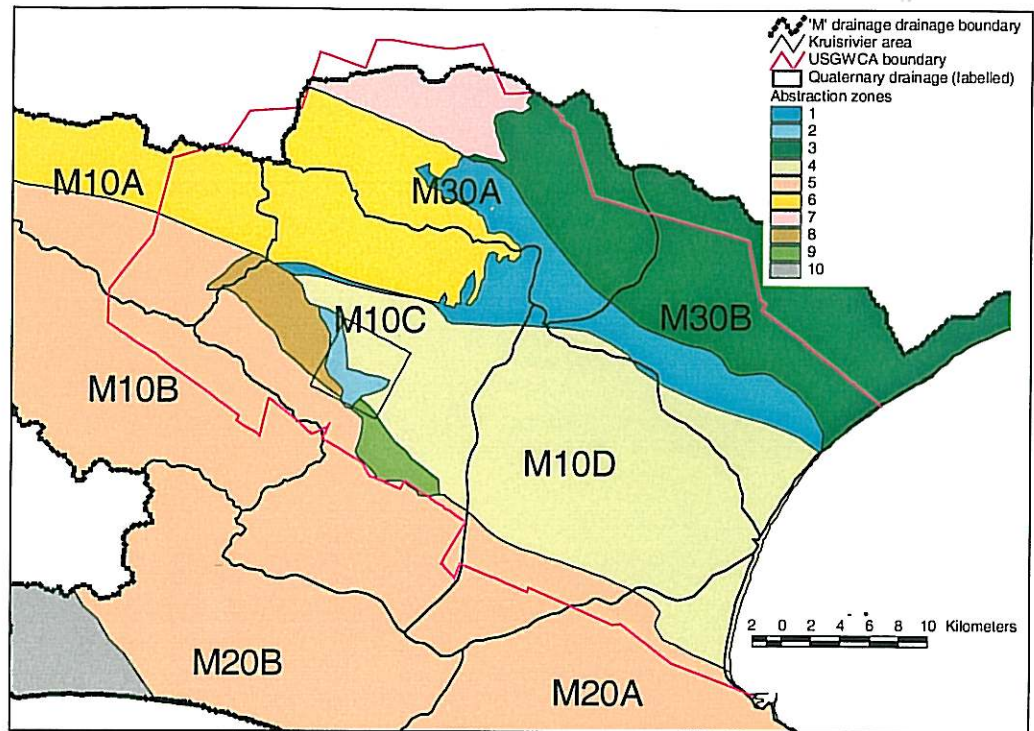 'M' drainage drainage boundary
Kruisrivier area
USGWCA boundary
Quaternary drainage (labelled)
Abstraction zones
1
2
3
4
5
6
7
8
9
10
M10A
M30A
M30B
M10C
M10B
M10D
M20B
M20A
2 0 2 4 6 8 10 Kilometers